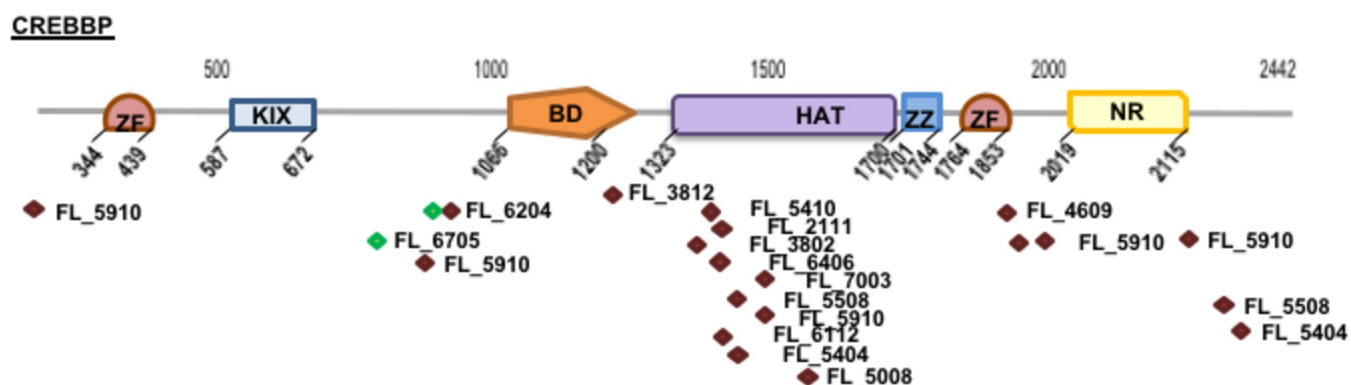 CREBBP
500 1000 1500 2000 2442
ZF KIX BD HAT ZZ ZF NR
344 439 587 672 1066 1200 1323 1700 1701 1744 1764 1853 2019 2115
FL_3812
FL_5910 FL_6204 FL_5410 FL_4609
FL_2111
FL_6705 FL_3802 FL_5910 FL_5910
FL_5910 FL_6406
FL_7003
FL_5508 FL_5508
FL_5910
FL_6112 FL_5404
FL_5404
FL_5008